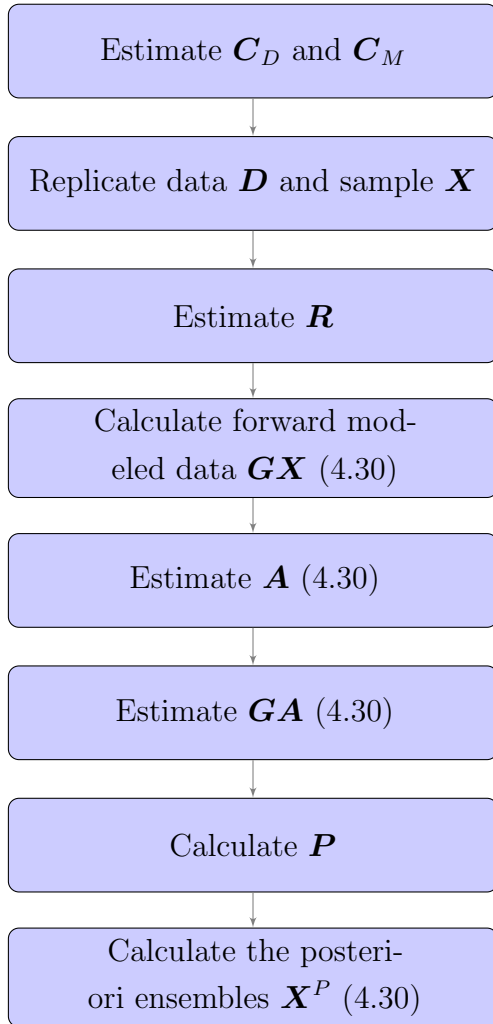 Estimate C_D and C_M
Replicate data D and sample X
Estimate R
Calculate forward mod-
eled data GX (4.30)
Estimate A (4.30)
Estimate GA (4.30)
Calculate P
Calculate the posteri-
ori ensembles X^P (4.30)